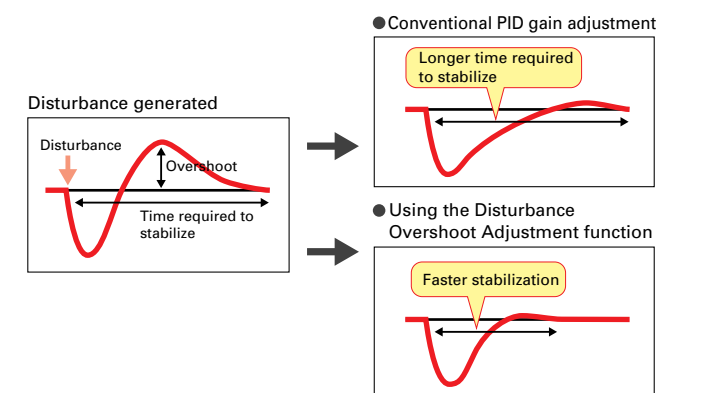 Disturbance generated
Disturbance
Overshoot
Time required to
stabilize
●Conventional PID gain adjustment
Longer time required
to stabilize
●Using the Disturbance
Overshoot Adjustment function
Faster stabilization